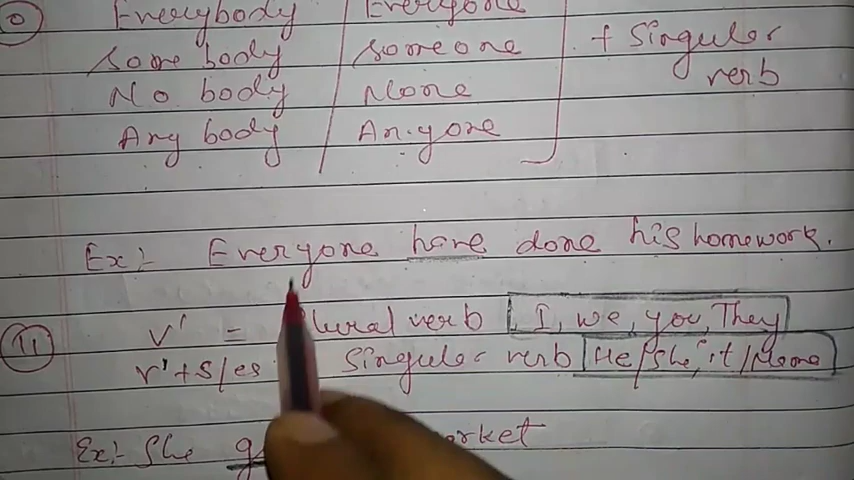 Everybody Everyone
Some body Someone + Singular
No body None verb
Any body Anyone
Ex:- Everyone have done his homework.
V' = Plural verb I, we, you, They
11 V'+s/es Singular verb He/She, it/Name
Ex:- She